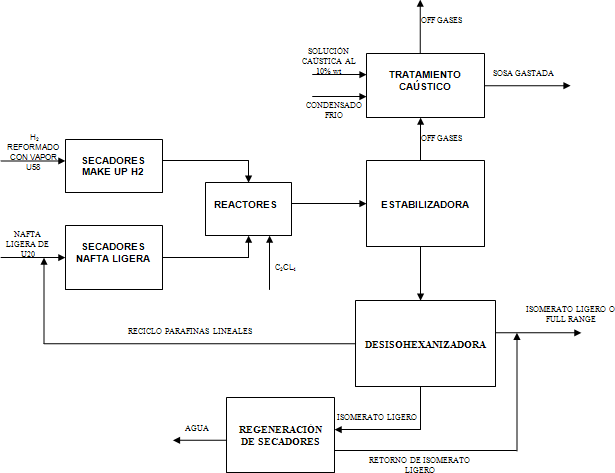 OFF GASES
SOLUCIÓN
CAÚSTICA AL
10% wt
TRATAMIENTO
CAÚSTICO
SOSA GASTADA
CONDENSADO
FRIO
H2
REFORMADO
CON VAPOR
U58
OFF GASES
SECADORES
MAKE UP H2
REACTORES
ESTABILIZADORA
NAFTA
LIGERA DE
U20
SECADORES
NAFTA LIGERA
C2CL4
ISOMERATO LIGERO O
FULL RANGE
RECICLO PARAFINAS LINEALES
DESISOHEXANIZADORA
ISOMERATO LIGERO
AGUA
REGENERACIÓN
DE SECADORES
RETORNO DE ISOMERATO
LIGERO